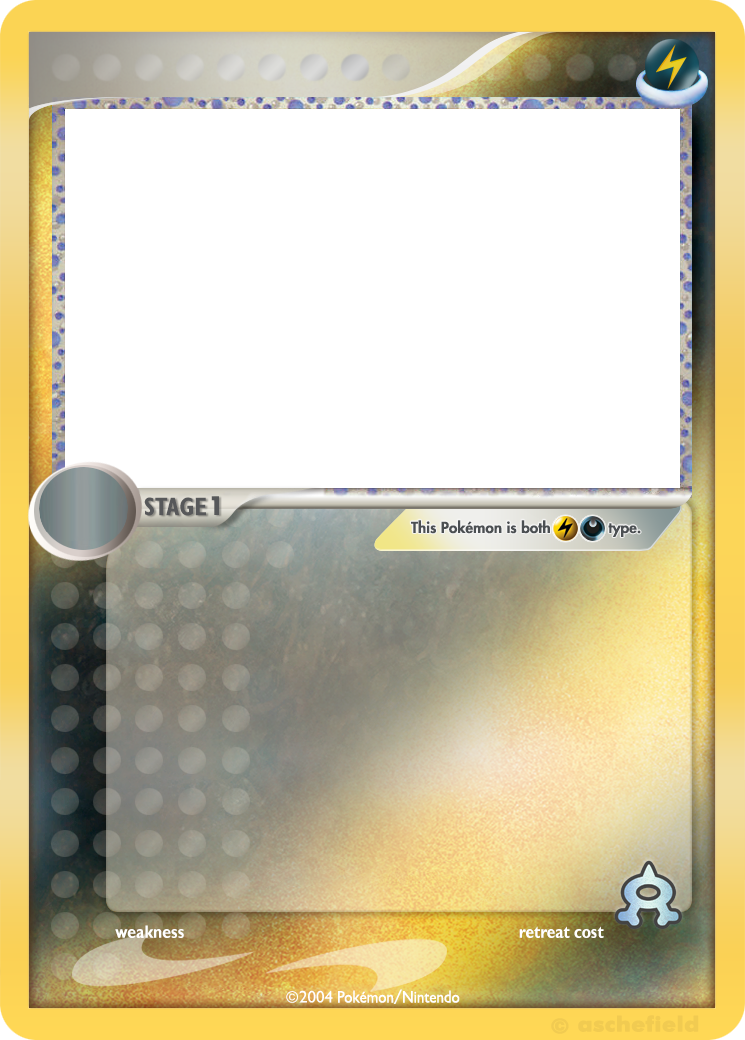 STAGE 1
This Pokémon is both type.
weakness
retreat cost
©2004 Pokémon/Nintendo
© aschefield